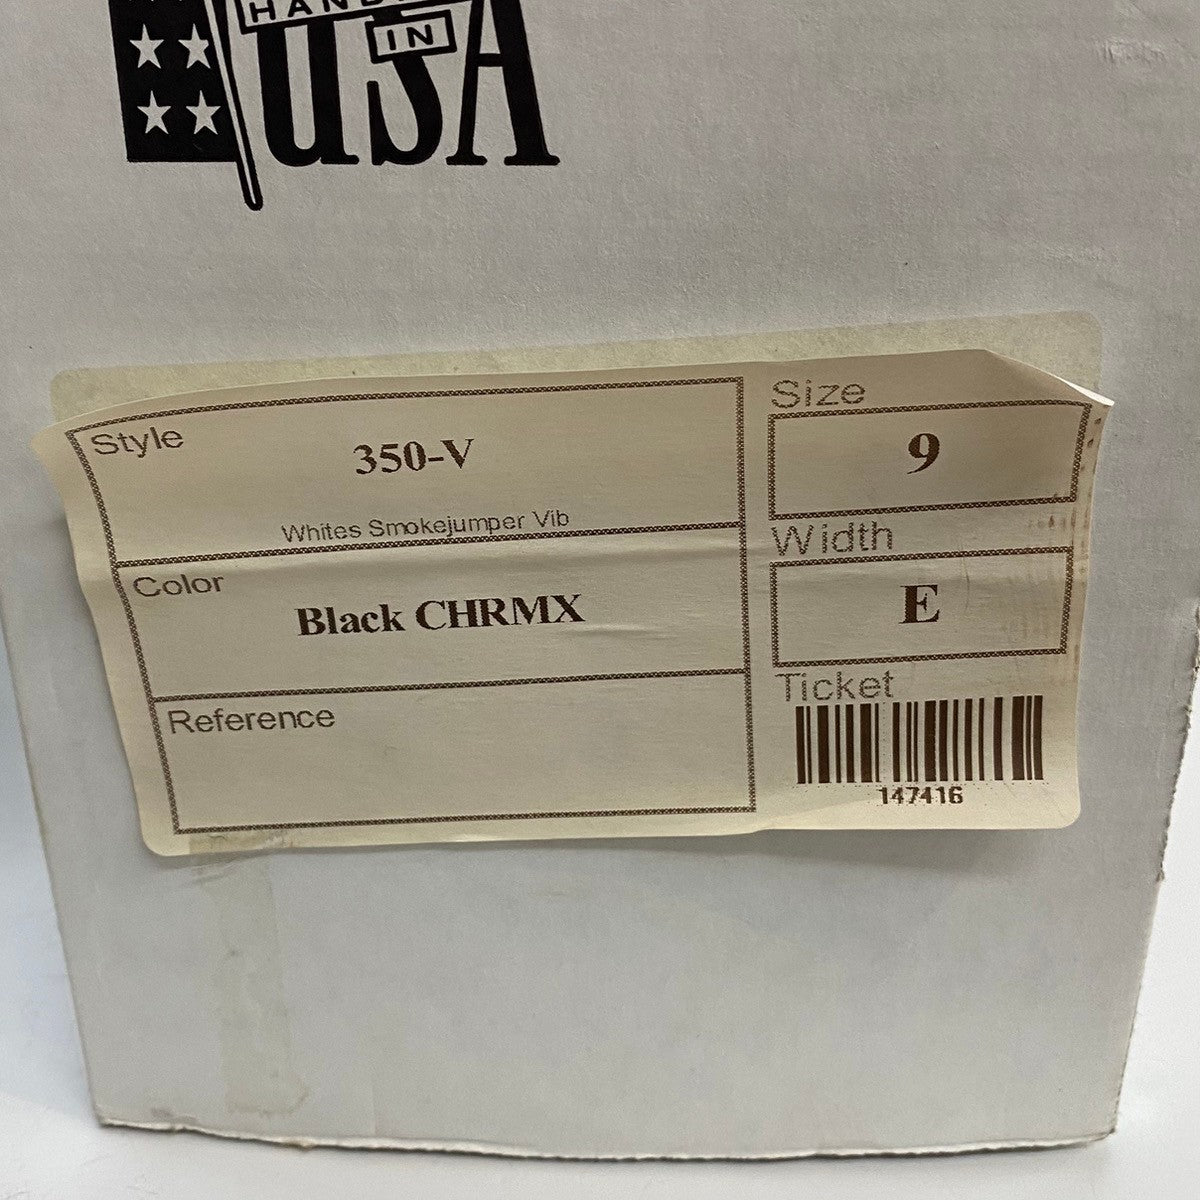 IN
USA
Style
350-V
Whites Smokejumper Vib
Color
Black CHRMX
Reference
Size
9
Width
E
Ticket
147416